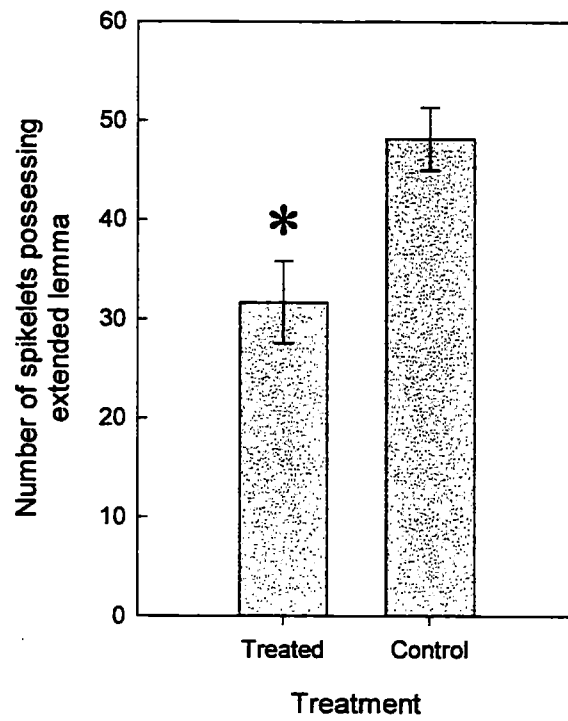 60
50
40
30
20
10
0
Number of spikelets possessing
extended lemma
*
Treated Control
Treatment